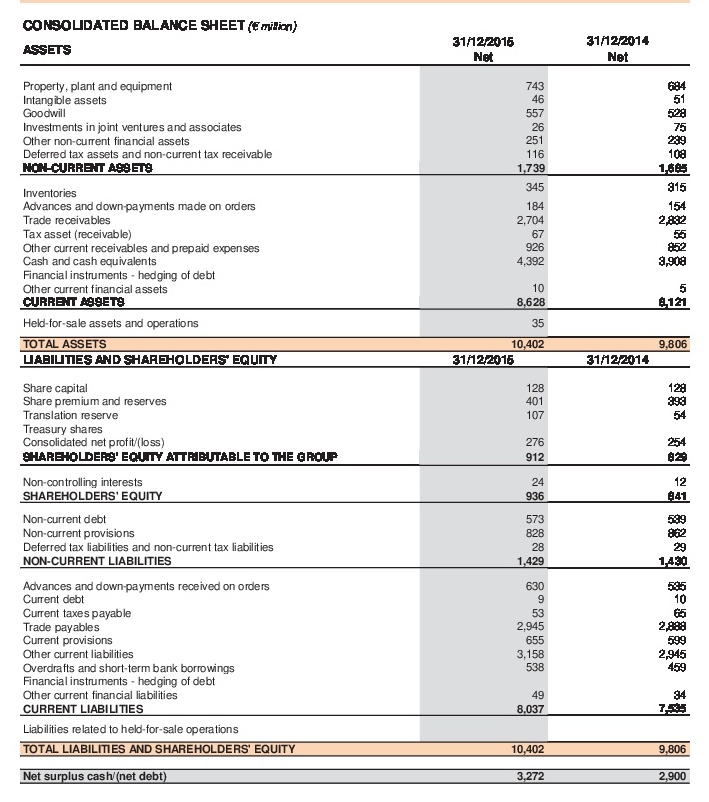 CONSOLIDATED BALANCE SHEET (€ million)
ASSETS 31/12/2015 Net 31/12/2014 Net
Property, plant and equipment 743 684
Intangible assets 46 51
Goodwill 557 528
Investments in joint ventures and associates 26 75
Other non-current financial assets 251 239
Deferred tax assets and non-current tax receivable 116 108
NON-CURRENT ASSETS 1,739 1,685
Inventories 345 315
Advances and down-payments made on orders 184 154
Trade receivables 2,704 2,832
Tax asset (receivable) 67 55
Other current receivables and prepaid expenses 926 852
Cash and cash equivalents 4,392 3,908
Financial instruments - hedging of debt
Other current financial assets 10 5
CURRENT ASSETS 8,628 8,121
Held-for-sale assets and operations 35
TOTAL ASSETS 10,402 9,806
LIABILITIES AND SHAREHOLDERS' EQUITY 31/12/2015 31/12/2014
Share capital 128 128
Share premium and reserves 401 393
Translation reserve 107 54
Treasury shares
Consolidated net profit/(loss) 276 254
SHAREHOLDERS' EQUITY ATTRIBUTABLE TO THE GROUP 912 829
Non-controlling interests 24 12
SHAREHOLDERS' EQUITY 936 841
Non-current debt 573 539
Non-current provisions 828 862
Deferred tax liabilities and non-current tax liabilities 28 29
NON-CURRENT LIABILITIES 1,429 1,430
Advances and down-payments received on orders 630 535
Current debt 9 10
Current taxes payable 53 65
Trade payables 2,945 2,888
Current provisions 655 599
Other current liabilities 3,158 2,945
Overdrafts and short-term bank borrowings 538 459
Financial instruments - hedging of debt
Other current financial liabilities 49 34
CURRENT LIABILITIES 8,037 7,535
Liabilities related to held-for-sale operations
TOTAL LIABILITIES AND SHAREHOLDERS' EQUITY 10,402 9,806
Net surplus cash/(net debt) 3,272 2,900